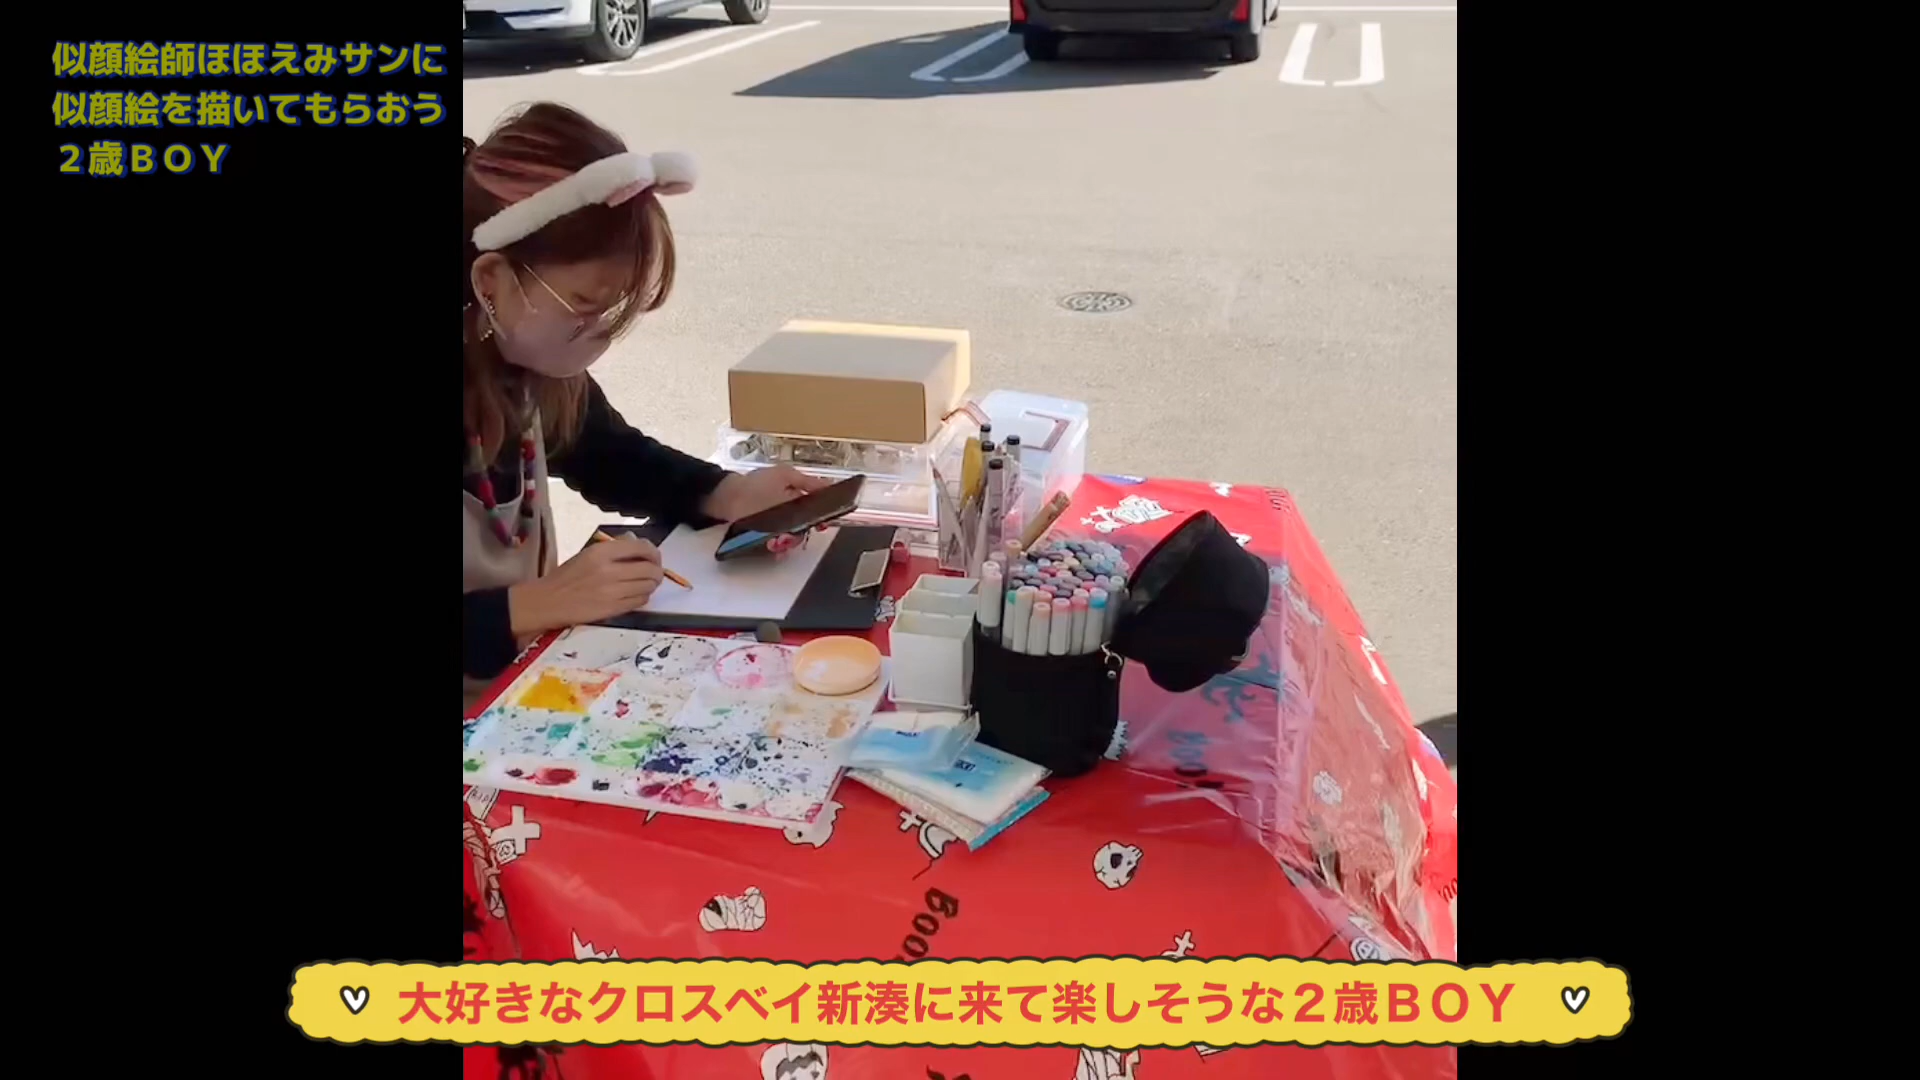 似顔絵師ほほえみサンに
似顔絵を描いてもらおう
２歳ＢＯＹ
大好きなクロスベイ新湊に来て楽しそうな２歳ＢＯＹ